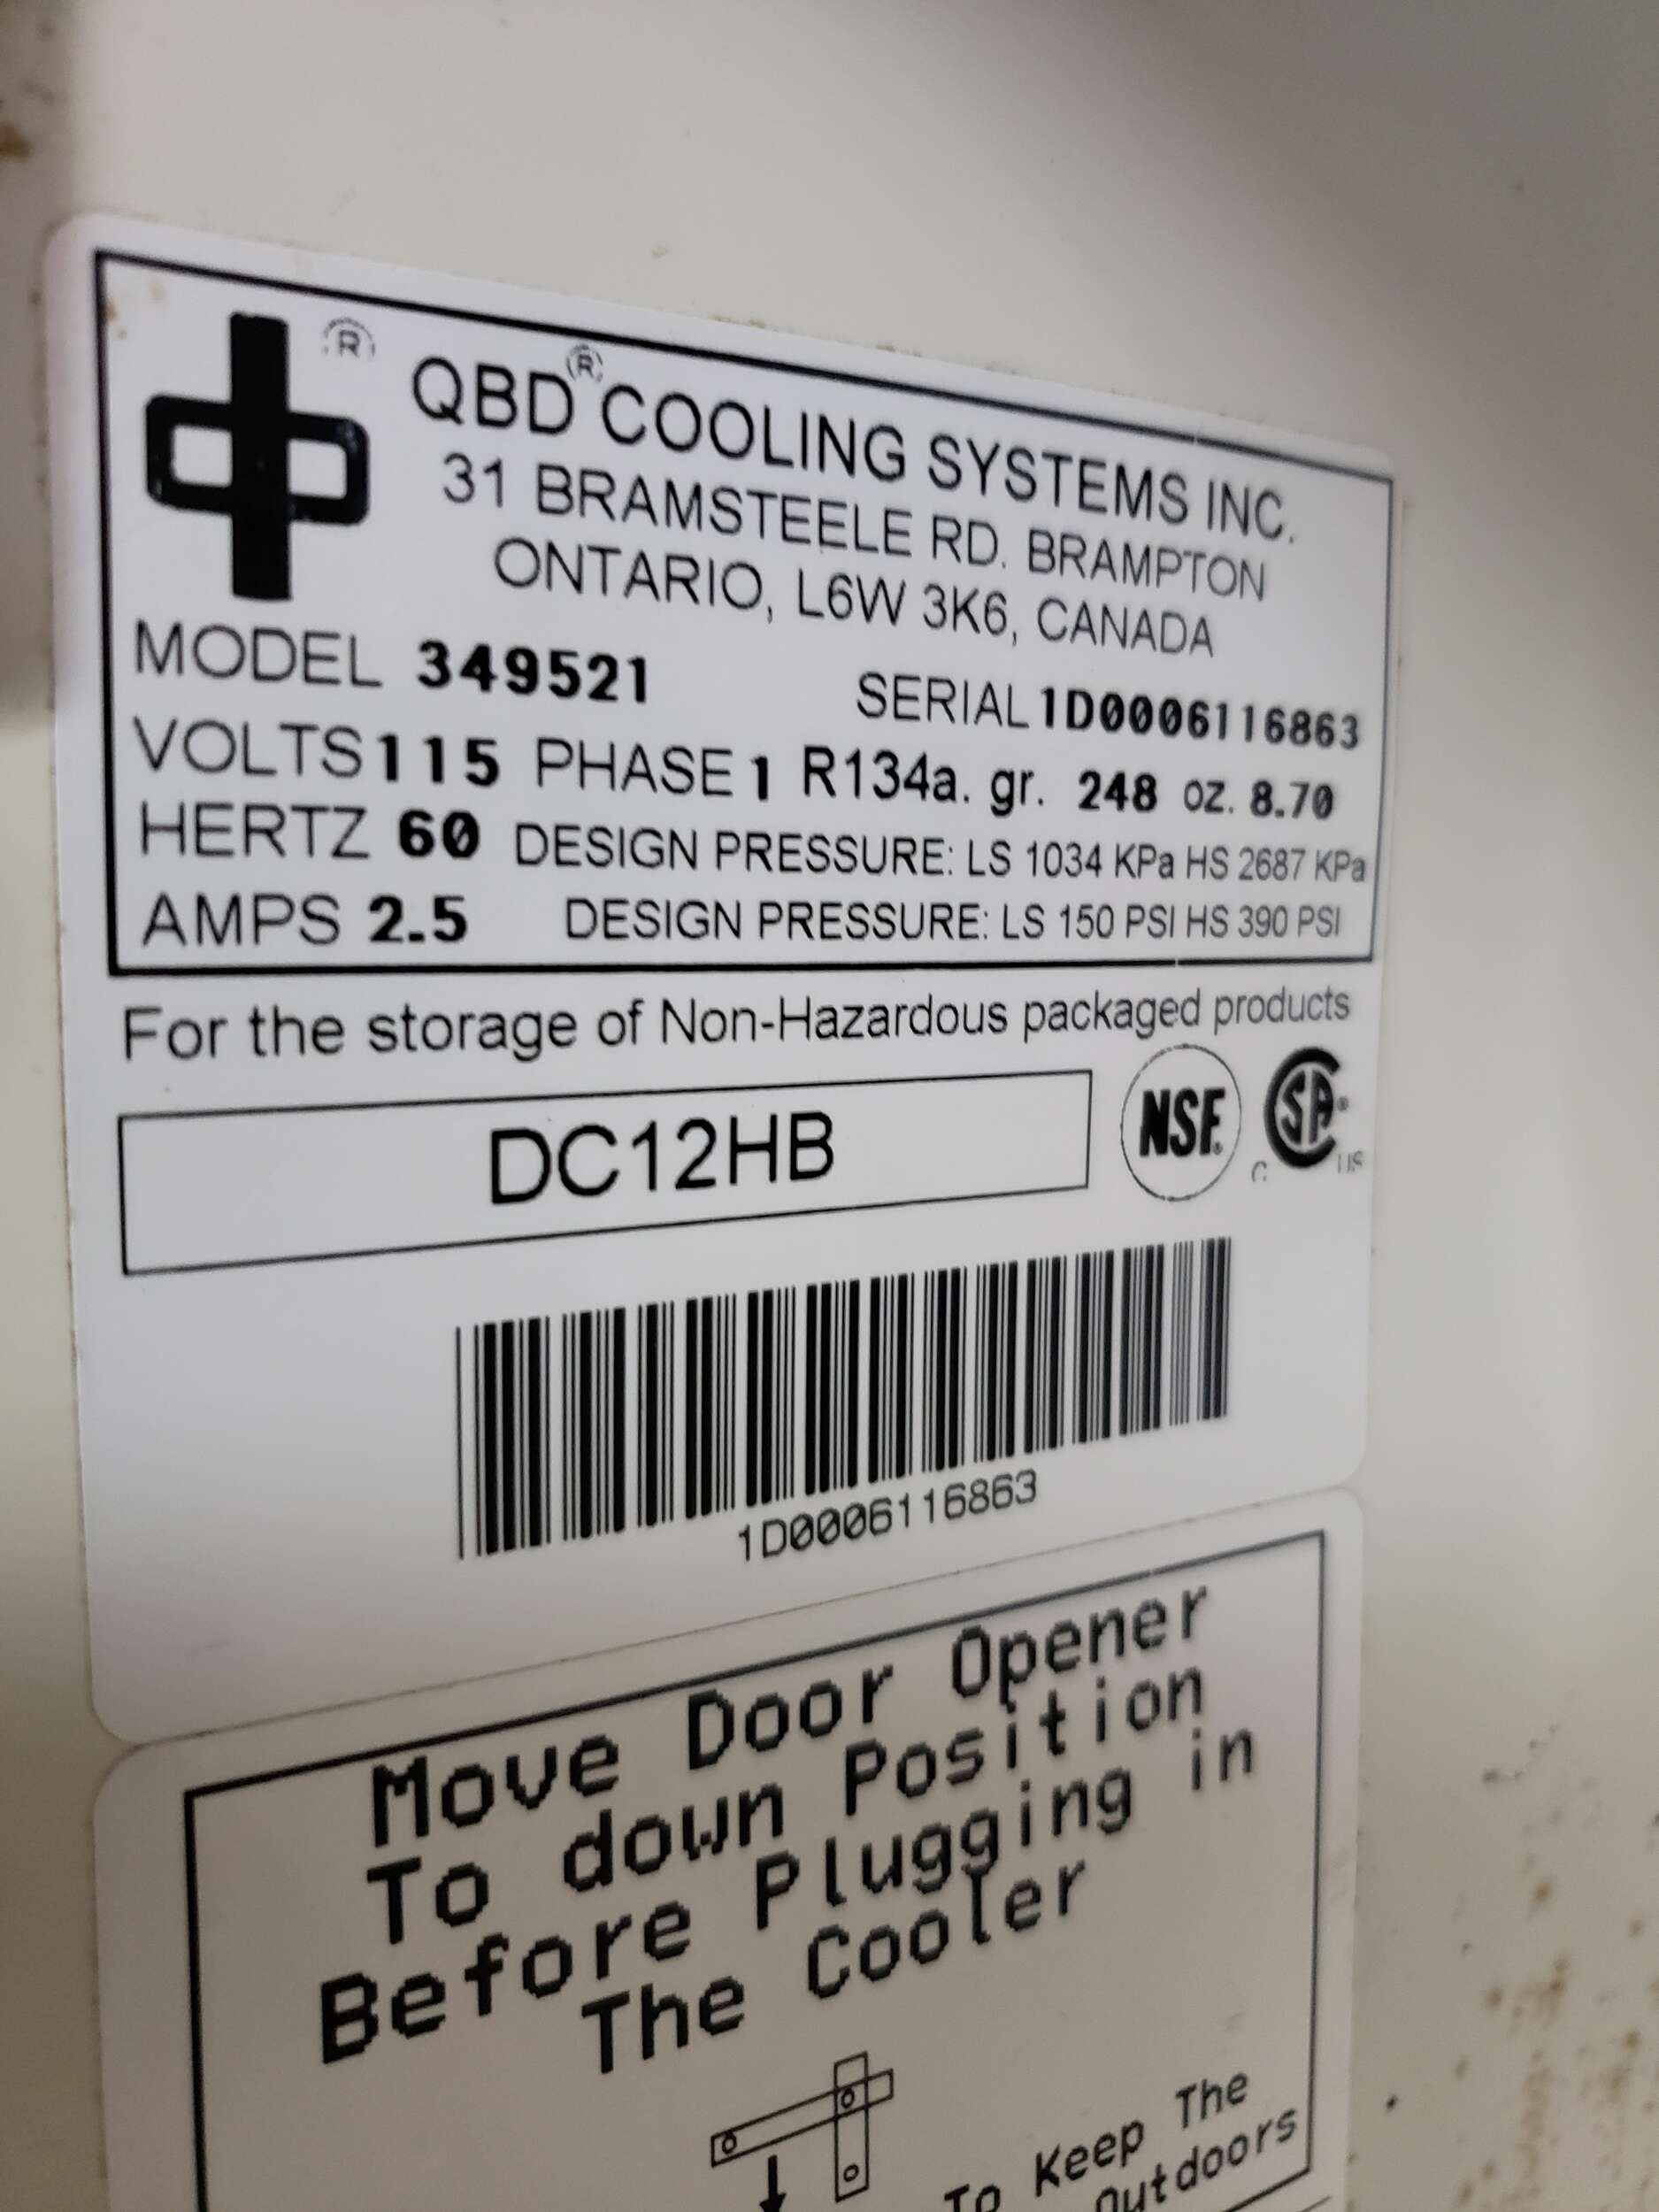 ®
QBD® COOLING SYSTEMS INC.
31 BRAMSTEELE RD. BRAMPTON
ONTARIO, L6W 3K6, CANADA
MODEL 349521 SERIAL 1D0006116863
VOLTS 115 PHASE 1 R134a. gr. 248 oz. 8.70
HERTZ 60 DESIGN PRESSURE: LS 1034 KPa HS 2687 KPa
AMPS 2.5 DESIGN PRESSURE: LS 150 PSI HS 390 PSI
For the storage of Non-Hazardous packaged products
DC12HB
NSF®
C SA® US
1D0006116863
Move Door Opener
To down Position
Before Plugging in
The Cooler
To Keep The
Outdoors